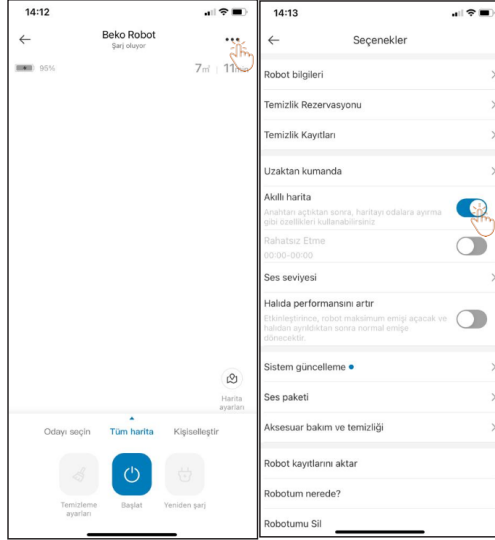 14:12
Beko Robot
Şarj oluyor
95%
7㎡
Harita
ayarları
Odayı seçin
Tüm harita
Kişiselleştir
Temizleme
ayarları
Başlat
Yeniden şarj
14:13
Seçenekler
Robot bilgileri
Temizlik Rezervasyonu
Temizlik Kayıtları
Uzaktan kumanda
Akıllı harita
Anahtarı açtıktan sonra, haritayı odalara ayırma
gibi özellikleri kullanabilirsiniz
Rahatsız Etme
00:00-00:00
Ses seviyesi
Halıda performansını artır
Etkinleştirince, robot maksimum emişi açacak ve
halıdan ayrıldıktan sonra normal emişe
dönecektir.
Sistem güncelleme
Ses paketi
Aksesuar bakım ve temizliği
Robot kayıtlarını aktar
Robotum nerede?
Robotumu Sil